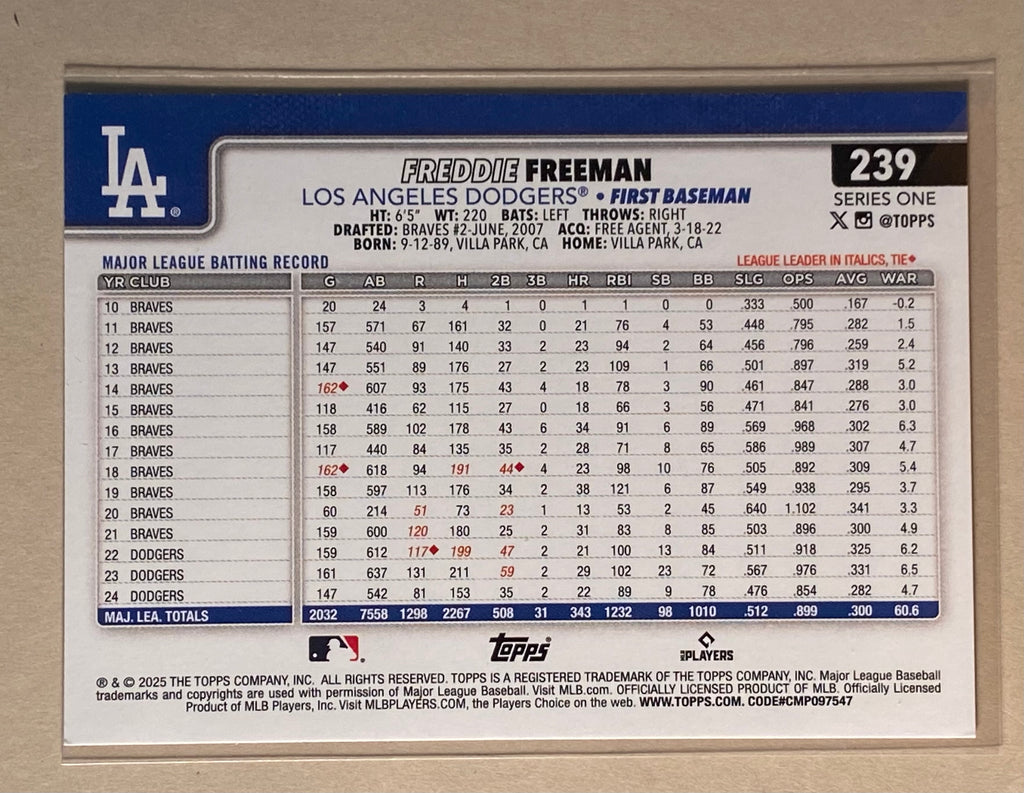 LA®
FREDDIE FREEMAN
239
LOS ANGELES DODGERS® • FIRST BASEMAN
SERIES ONE
HT: 6'5" WT: 220 BATS: LEFT THROWS: RIGHT
@TOPPS
DRAFTED: BRAVES #2-JUNE, 2007 ACQ: FREE AGENT, 3-18-22
BORN: 9-12-89, VILLA PARK, CA HOME: VILLA PARK, CA
MAJOR LEAGUE BATTING RECORD
LEAGUE LEADER IN ITALICS, TIE♦
YR CLUB G AB R H 2B 3B HR RBI SB BB SLG OPS AVG WAR
10 BRAVES 20 24 3 4 1 0 1 1 0 0 .333 .500 .167 -0.2
11 BRAVES 157 571 67 161 32 0 21 76 4 53 .448 .795 .282 1.5
12 BRAVES 147 540 91 140 33 2 23 94 2 64 .456 .796 .259 2.4
13 BRAVES 147 551 89 176 27 2 23 109 1 66 .501 .897 .319 5.2
14 BRAVES 162♦ 607 93 175 43 4 18 78 3 90 .461 .847 .288 3.0
15 BRAVES 118 416 62 115 27 0 18 66 3 56 .471 .841 .276 3.0
16 BRAVES 158 589 102 178 43 6 34 91 6 89 .569 .968 .302 6.3
17 BRAVES 117 440 84 135 35 2 28 71 8 65 .586 .989 .307 4.7
18 BRAVES 162♦ 618 94 191 44♦ 4 23 98 10 76 .505 .892 .309 5.4
19 BRAVES 158 597 113 176 34 2 38 121 6 87 .549 .938 .295 3.7
20 BRAVES 60 214 51 73 23 1 13 53 2 45 .640 1.102 .341 3.3
21 BRAVES 159 600 120 180 25 2 31 83 8 85 .503 .896 .300 4.9
22 DODGERS 159 612 117♦ 199 47 2 21 100 13 84 .511 .918 .325 6.2
23 DODGERS 161 637 131 211 59 2 29 102 23 72 .567 .976 .331 6.5
24 DODGERS 147 542 81 153 35 2 22 89 9 78 .476 .854 .282 4.7
MAJ. LEA. TOTALS 2032 7558 1298 2267 508 31 343 1232 98 1010 .512 .899 .300 60.6
Topps
PLAYERS
® & © 2025 THE TOPPS COMPANY, INC. ALL RIGHTS RESERVED. TOPPS IS A REGISTERED TRADEMARK OF THE TOPPS COMPANY, INC. Major League Baseball
trademarks and copyrights are used with permission of Major League Baseball. Visit MLB.com. OFFICIALLY LICENSED PRODUCT OF MLB. Officially Licensed
Product of MLB Players, Inc. Visit MLBPLAYERS.COM, the Players Choice on the web. WWW.TOPPS.COM. CODE#CMP097547